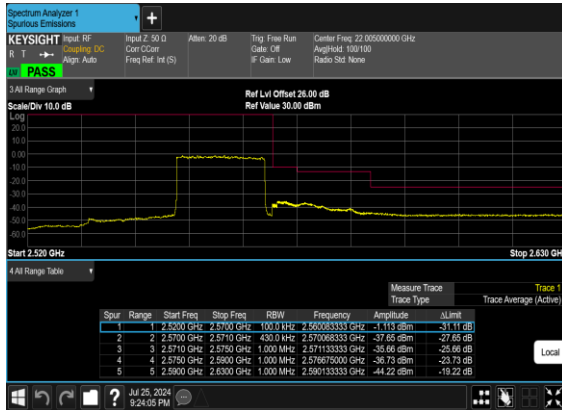 Spectrum Analyzer 1
Spurious Emissions
+
KEYSIGHT Input: RF Input Z: 50 Ω Atten: 20 dB Trig: Free Run Center Freq: 22.005000000 GHz
R T Coupling: DC Corr CCorr Gate: Off Avg|Hold: 100/100
Align: Auto Freq Ref: Int (S) IF Gain: Low Radio Std: None
PASS
3 All Range Graph
Ref Lvl Offset 26.00 dB
Scale/Div 10.0 dB Ref Value 30.00 dBm
Log
20.0
10.0
0.00
-10.0
-20.0
-30.0
-40.0
-50.0
-60.0
Start 2.520 GHz Stop 2.630 GH
4 All Range Table
Measure Trace Trace 1
Trace Type Trace Average (Active)
Spur Range Start Freq Stop Freq RBW Frequency Amplitude ΔLimit
1 1 2.5200 GHz 2.5700 GHz 100.0 kHz 2.560083333 GHz -1.113 dBm -31.11 dB
2 2 2.5700 GHz 2.5710 GHz 430.0 kHz 2.570068333 GHz -37.65 dBm -27.65 dB
3 3 2.5710 GHz 2.5750 GHz 1.000 MHz 2.571133333 GHz -35.66 dBm -25.66 dB
4 4 2.5750 GHz 2.5900 GHz 1.000 MHz 2.576675000 GHz -36.73 dBm -23.73 dB
5 5 2.5900 GHz 2.6300 GHz 1.000 MHz 2.590133333 GHz -44.22 dBm -19.22 dB
Local
? Jul 25, 2024
9:24:05 PM